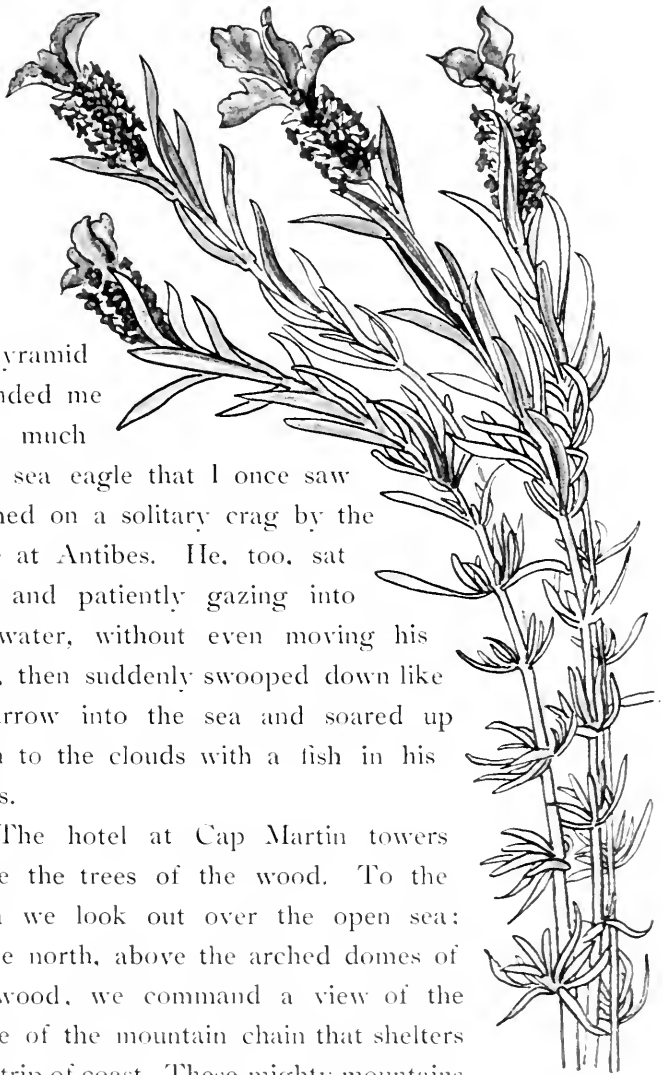 yramid
nded me
much
sea eagle that I once saw
hed on a solitary crag by the
at Antibes. He, too, sat
and patiently gazing into
water, without even moving his
, then suddenly swooped down like
rrow into the sea and soared up
to the clouds with a fish in his
s.
The hotel at Cap Martin towers
e the trees of the wood. To the
we look out over the open sea;
e north, above the arched domes of
wood, we command a view of the
e of the mountain chain that shelters
trip of coast. These mighty mountains